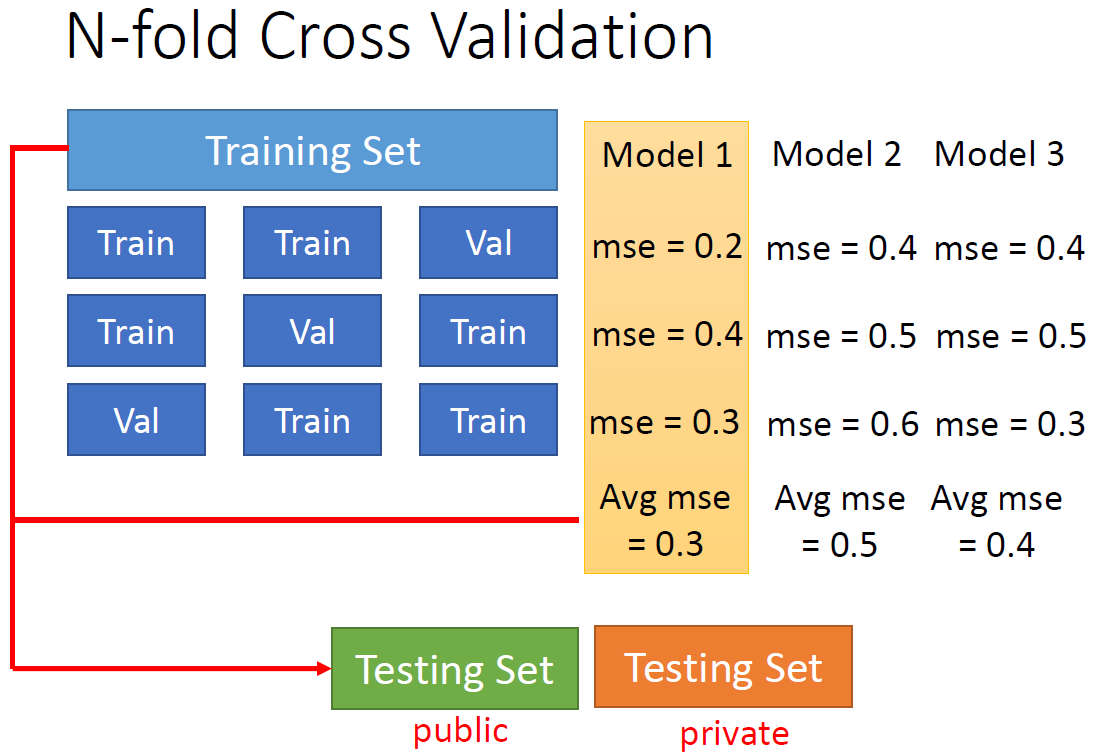 N-fold Cross Validation
Training Set
Model 1 Model 2 Model 3
Train Train Val
mse = 0.2 mse = 0.4 mse = 0.4
Train Val Train
mse = 0.4 mse = 0.5 mse = 0.5
Val Train Train
mse = 0.3 mse = 0.6 mse = 0.3
Avg mse Avg mse Avg mse
= 0.3 = 0.5 = 0.4
Testing Set Testing Set
public private